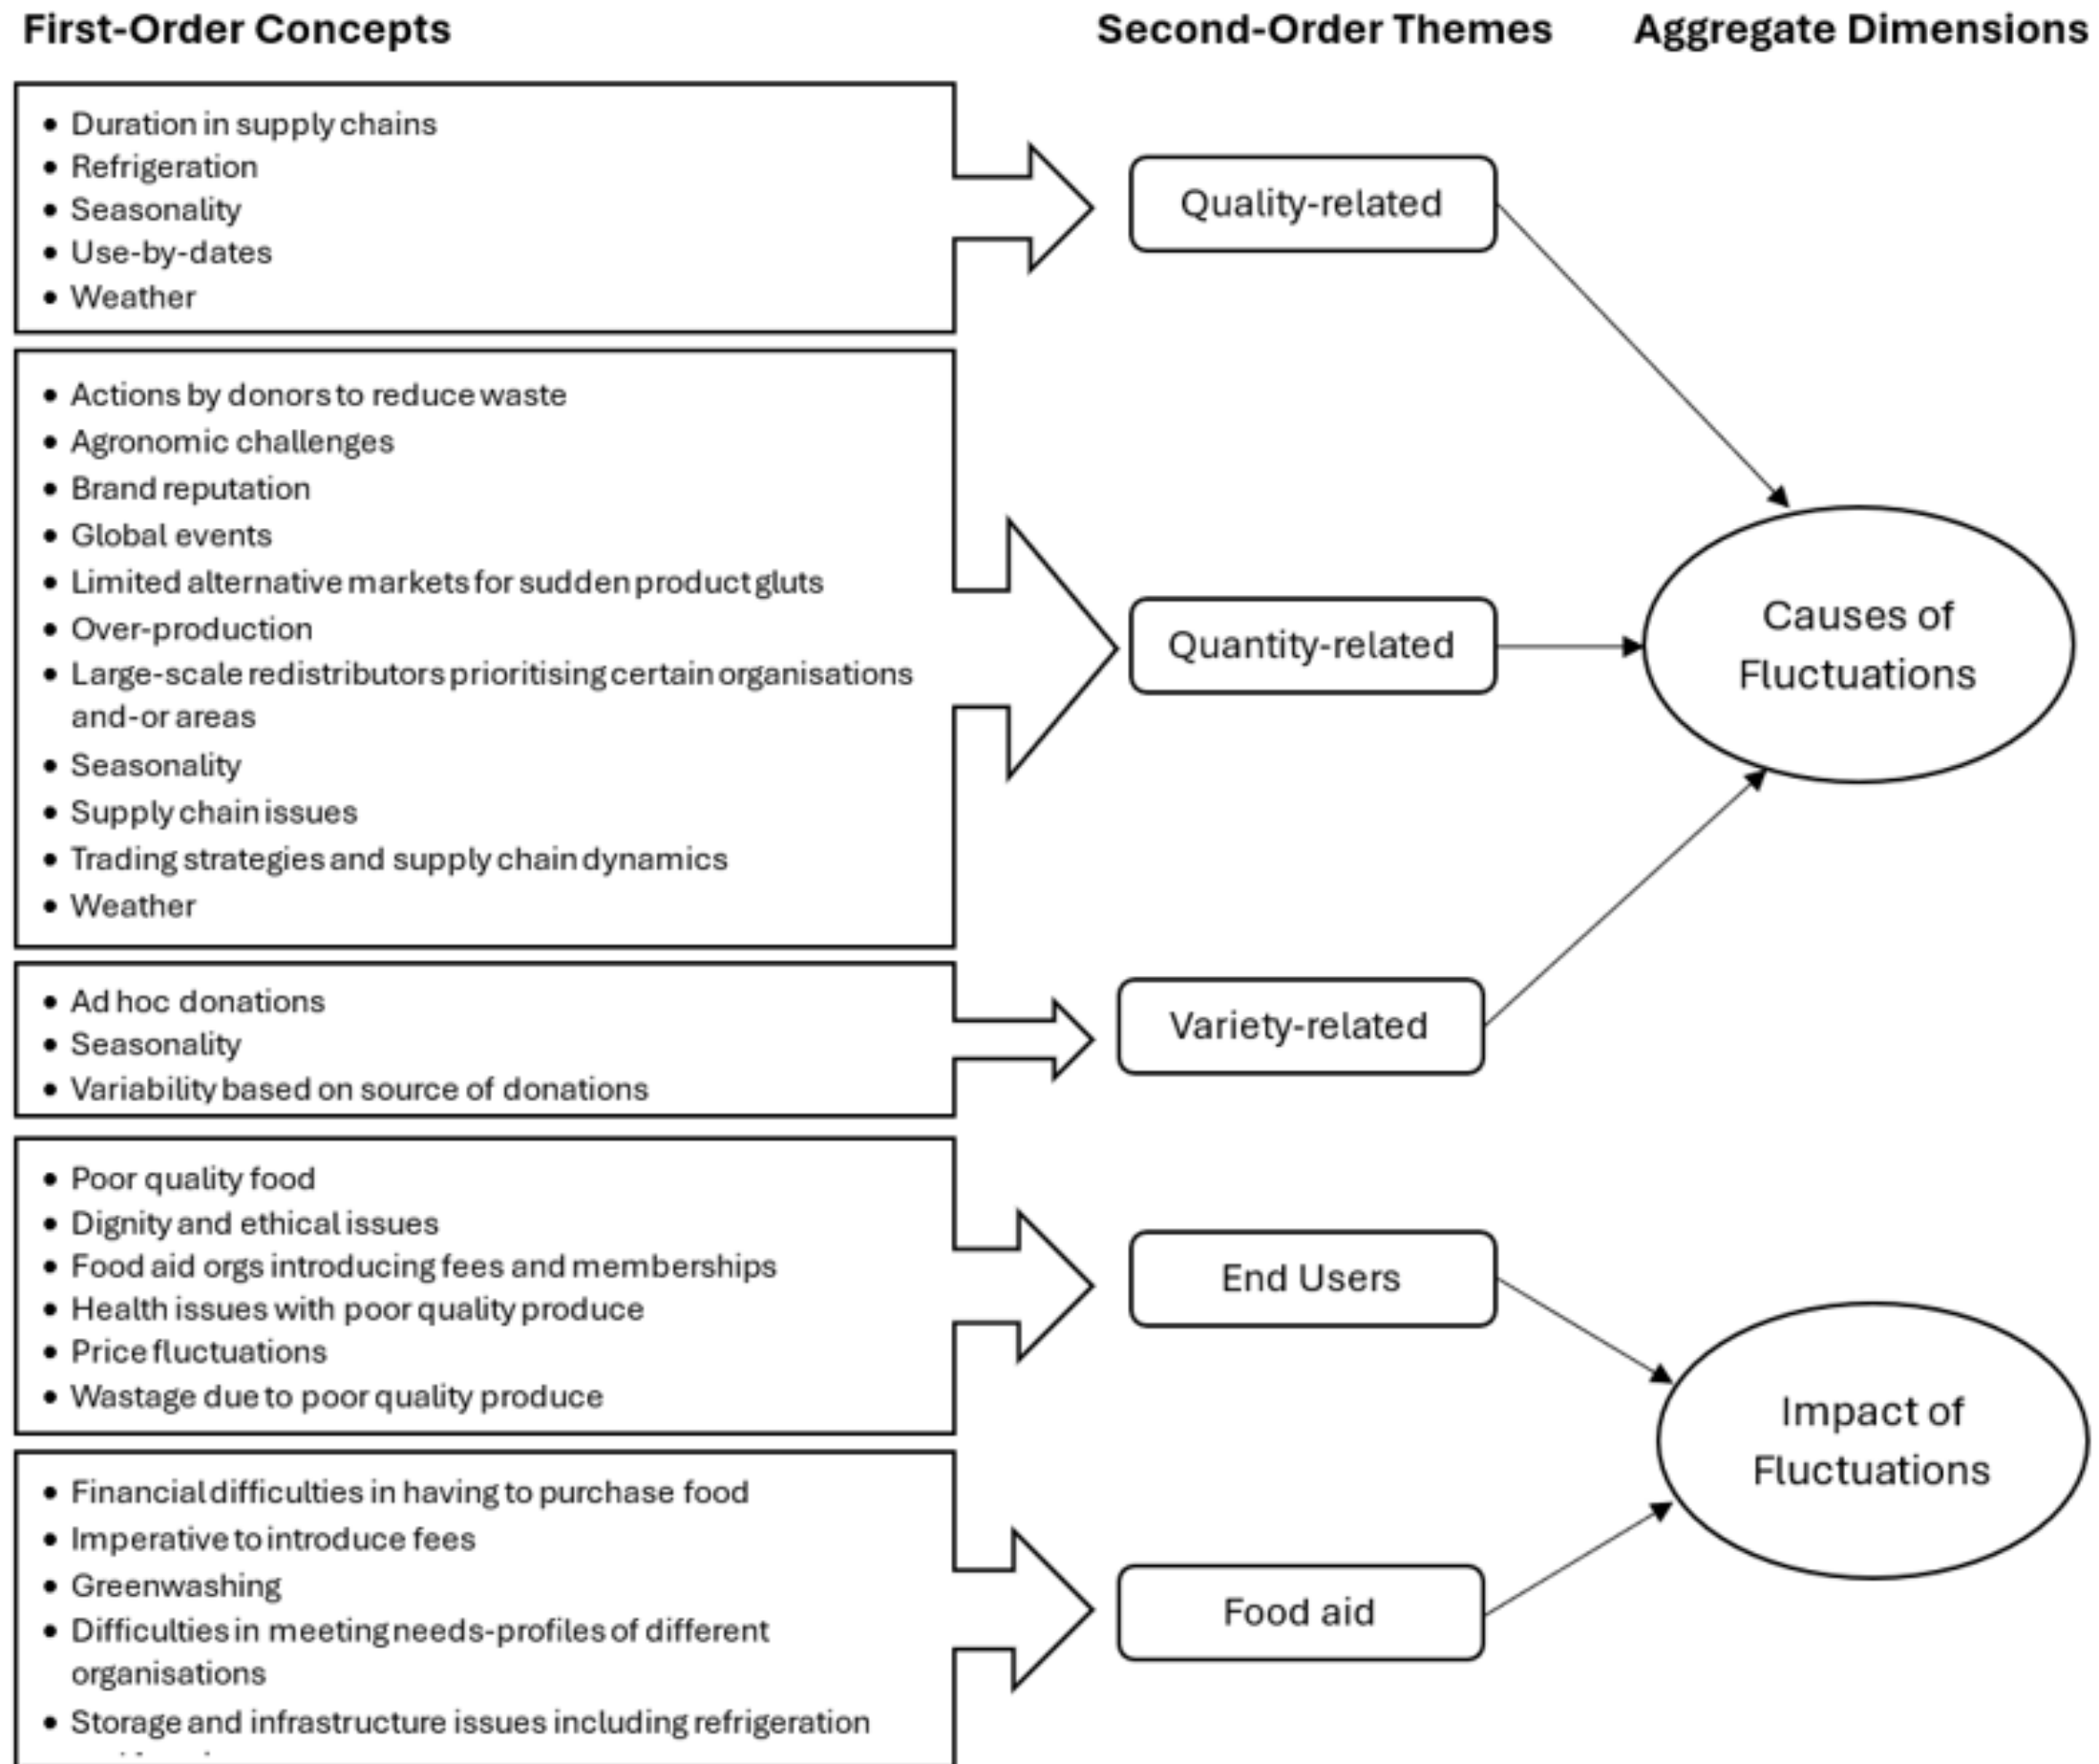 First-Order Concepts
Second-Order Themes
Aggregate Dimensions
• Duration in supply chains
• Refrigeration
• Seasonality
• Use-by-dates
• Weather
Quality-related
• Actions by donors to reduce waste
• Agronomic challenges
• Brand reputation
• Global events
• Limited alternative markets for sudden product gluts
• Over-production
• Large-scale redistributors prioritising certain organisations
and-or areas
• Seasonality
• Supply chain issues
• Trading strategies and supply chain dynamics
• Weather
Quantity-related
Causes of
Fluctuations
• Ad hoc donations
• Seasonality
• Variability based on source of donations
Variety-related
• Poor quality food
• Dignity and ethical issues
• Food aid orgs introducing fees and memberships
• Health issues with poor quality produce
• Price fluctuations
• Wastage due to poor quality produce
End Users
Impact of
Fluctuations
• Financial difficulties in having to purchase food
• Imperative to introduce fees
• Greenwashing
• Difficulties in meeting needs-profiles of different
organisations
• Storage and infrastructure issues including refrigeration
Food aid